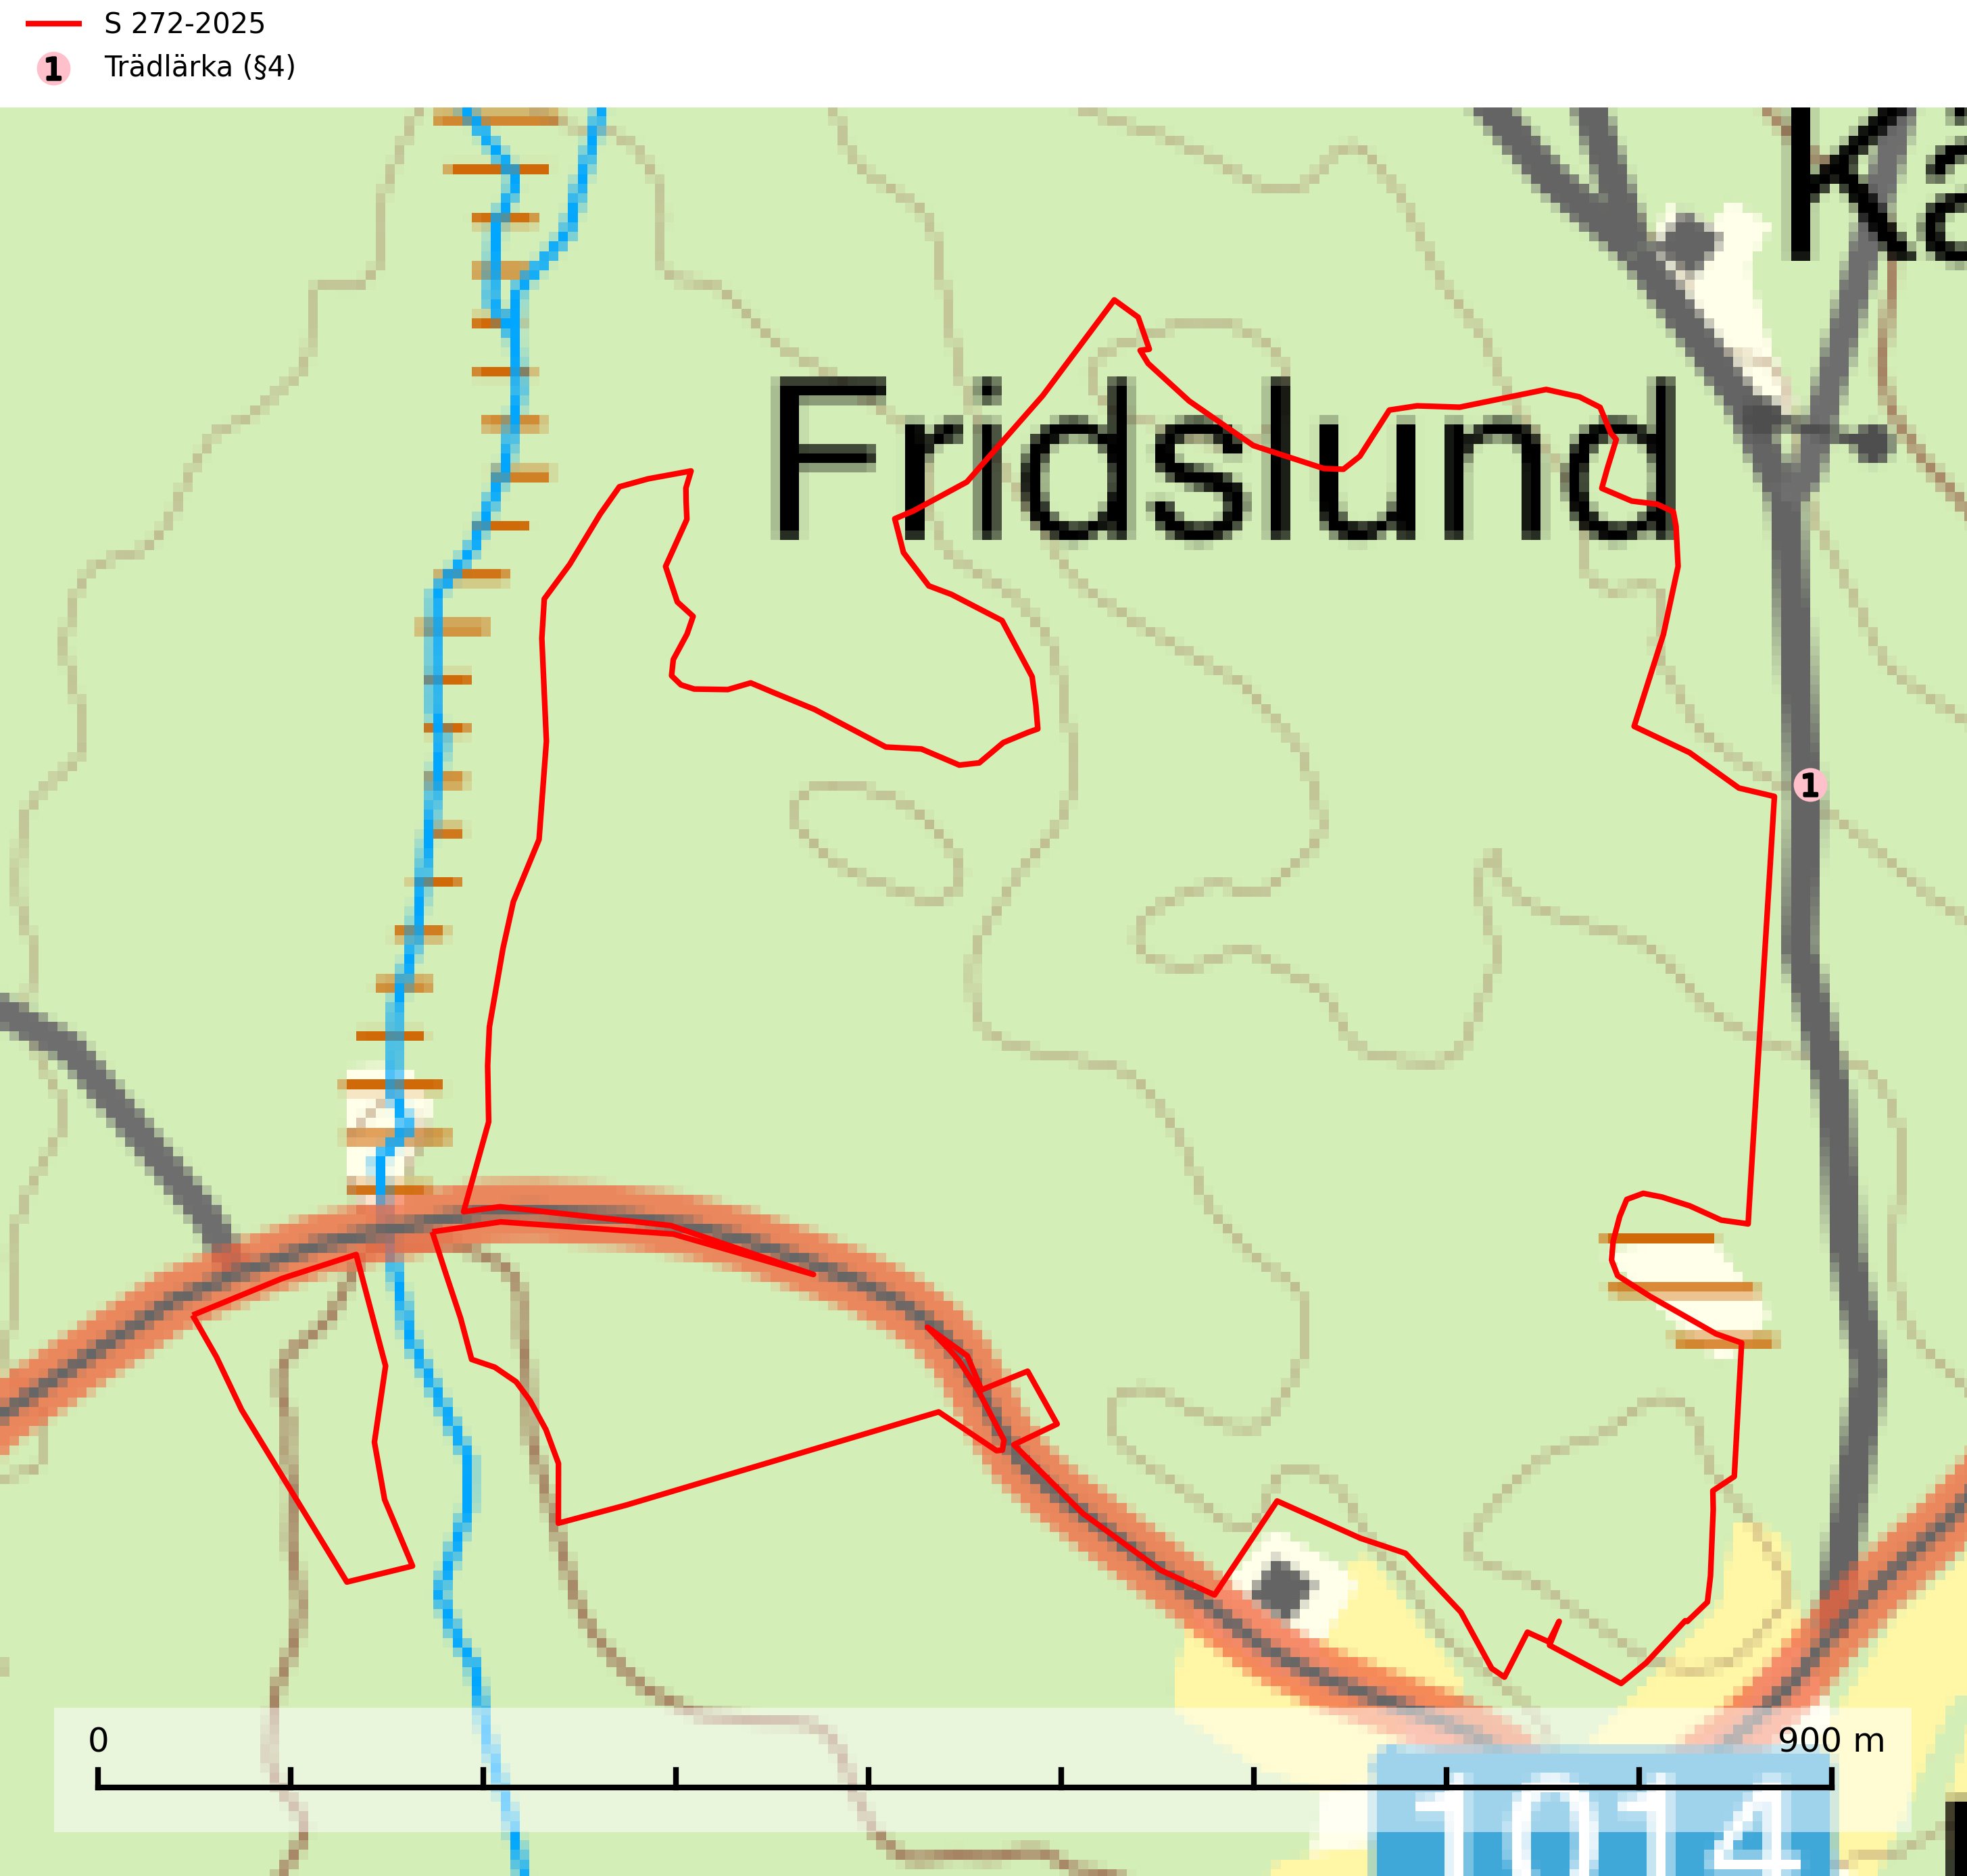 S 272-2025
1 Trädlärka (§4)
Fridslund
1
0 900 m
1014